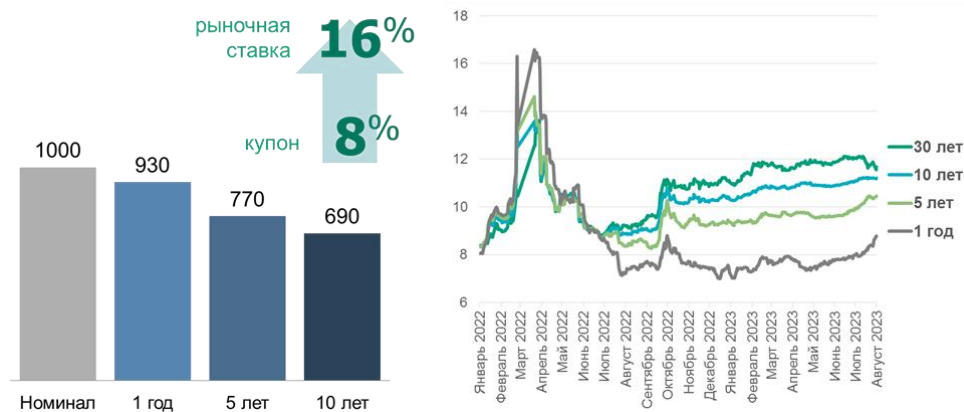 рыночная
ставка
16%
купон
8%
1000
930
770
690
Номинал
1 год
5 лет
10 лет
18
16
14
12
10
8
6
30 лет
10 лет
5 лет
1 год
Январь 2022
Февраль 2022
Март 2022
Апрель 2022
Май 2022
Июнь 2022
Июль 2022
Август 2022
Сентябрь 2022
Октябрь 2022
Ноябрь 2022
Декабрь 2022
Январь 2023
Февраль 2023
Март 2023
Апрель 2023
Май 2023
Июнь 2023
Июль 2023
Август 2023